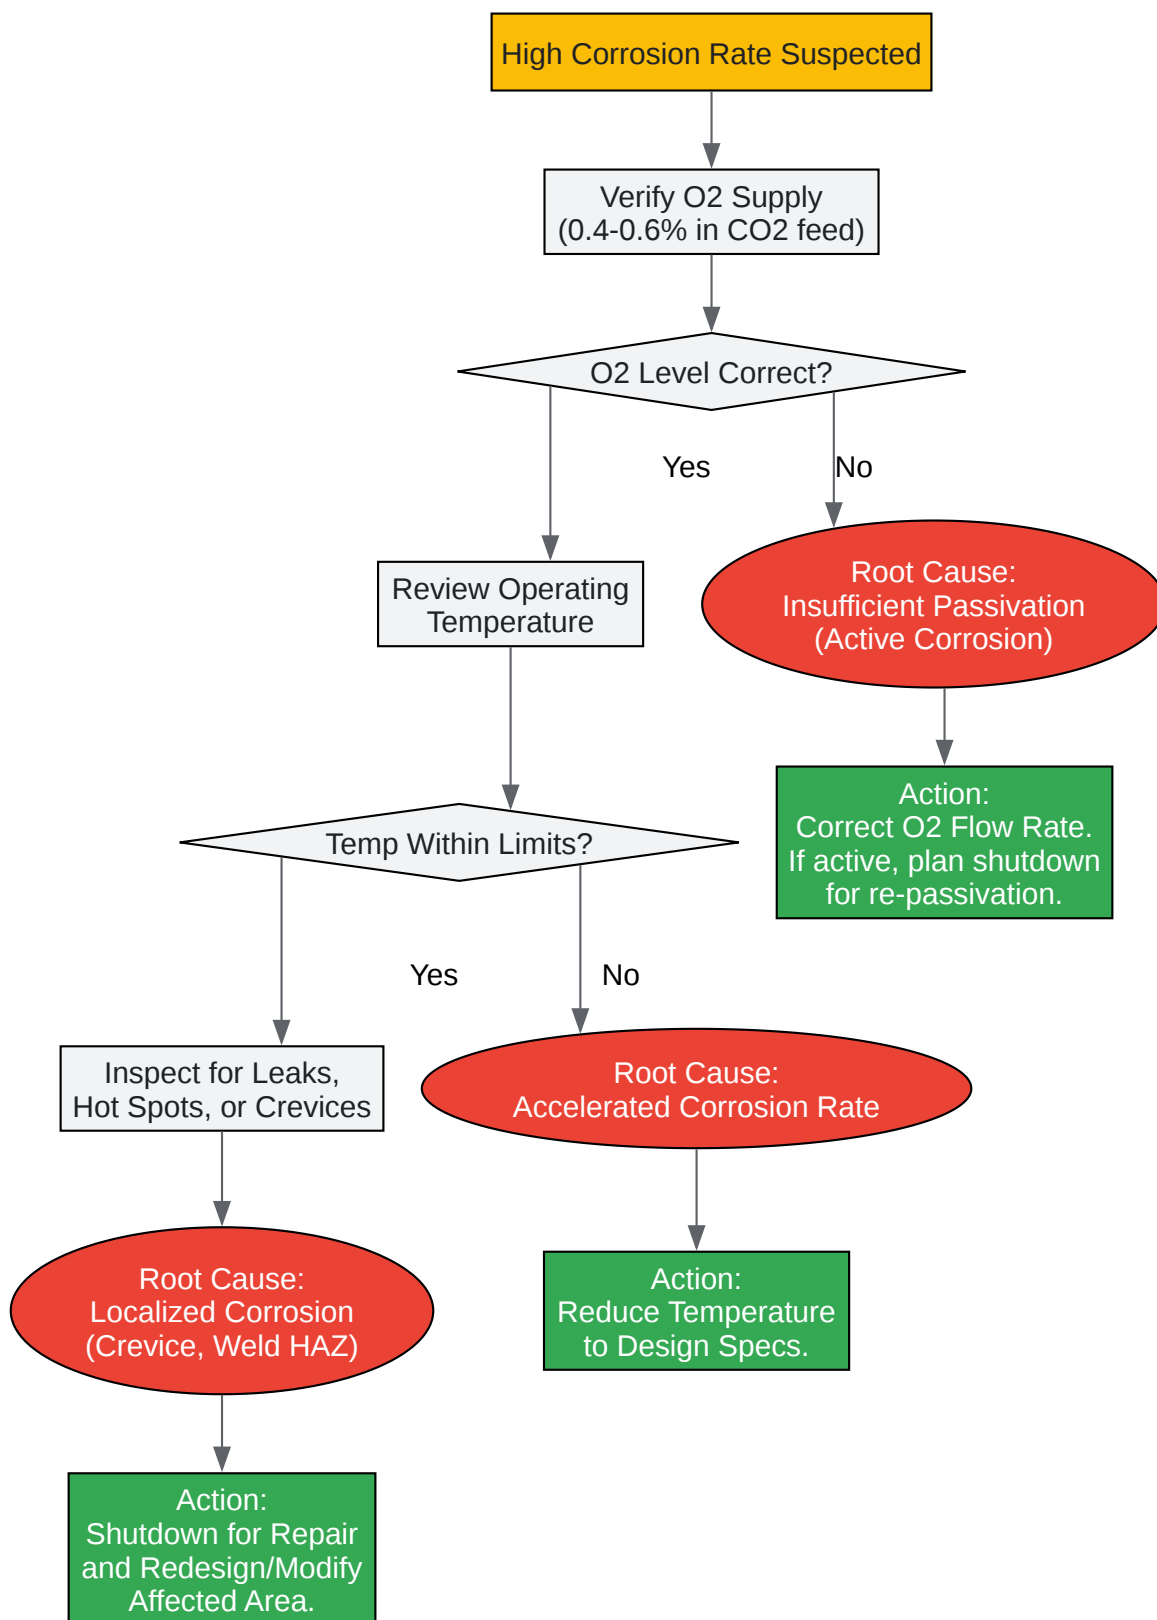 High Corrosion Rate Suspected
Verify O2 Supply
(0.4-0.6% in CO2 feed)
O2 Level Correct?
Yes
No
Review Operating
Temperature
Root Cause:
Insufficient Passivation
(Active Corrosion)
Action:
Correct O2 Flow Rate.
If active, plan shutdown
for re-passivation.
Temp Within Limits?
Yes
No
Inspect for Leaks,
Hot Spots, or Crevices
Root Cause:
Accelerated Corrosion Rate
Root Cause:
Localized Corrosion
(Crevice, Weld HAZ)
Action:
Reduce Temperature
to Design Specs.
Action:
Shutdown for Repair
and Redesign/Modify
Affected Area.